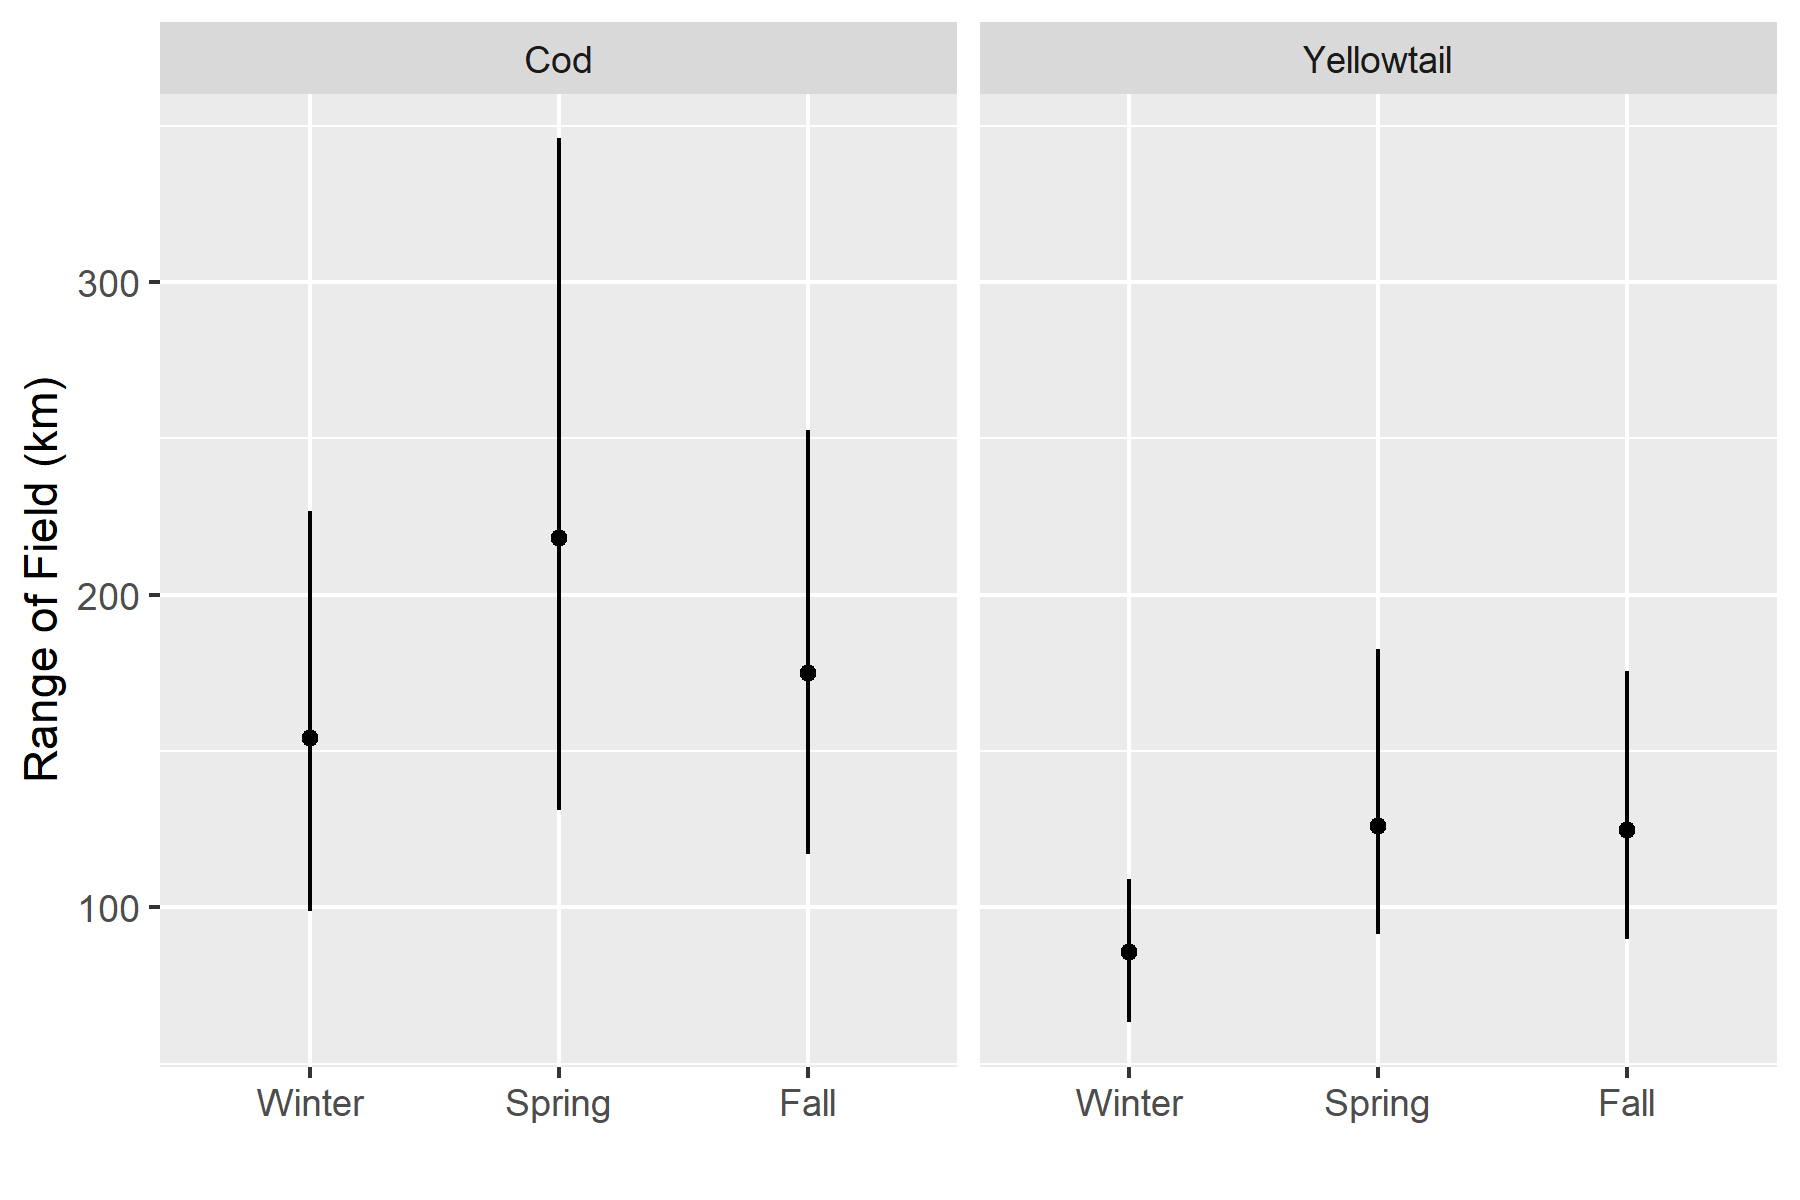 Cod
Yellowtail
Range of Field (km)
300
200
100
Winter
Spring
Fall
Winter
Spring
Fall